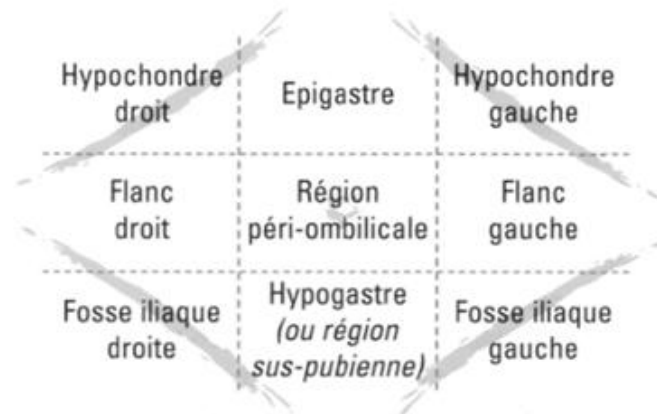 Hypochondre
droit
Epigastre
Hypochondre
gauche
Flanc
droit
Région
péri-ombilicale
Flanc
gauche
Fosse iliaque
droite
Hypogastre
(ou région
sus-pubienne)
Fosse iliaque
gauche